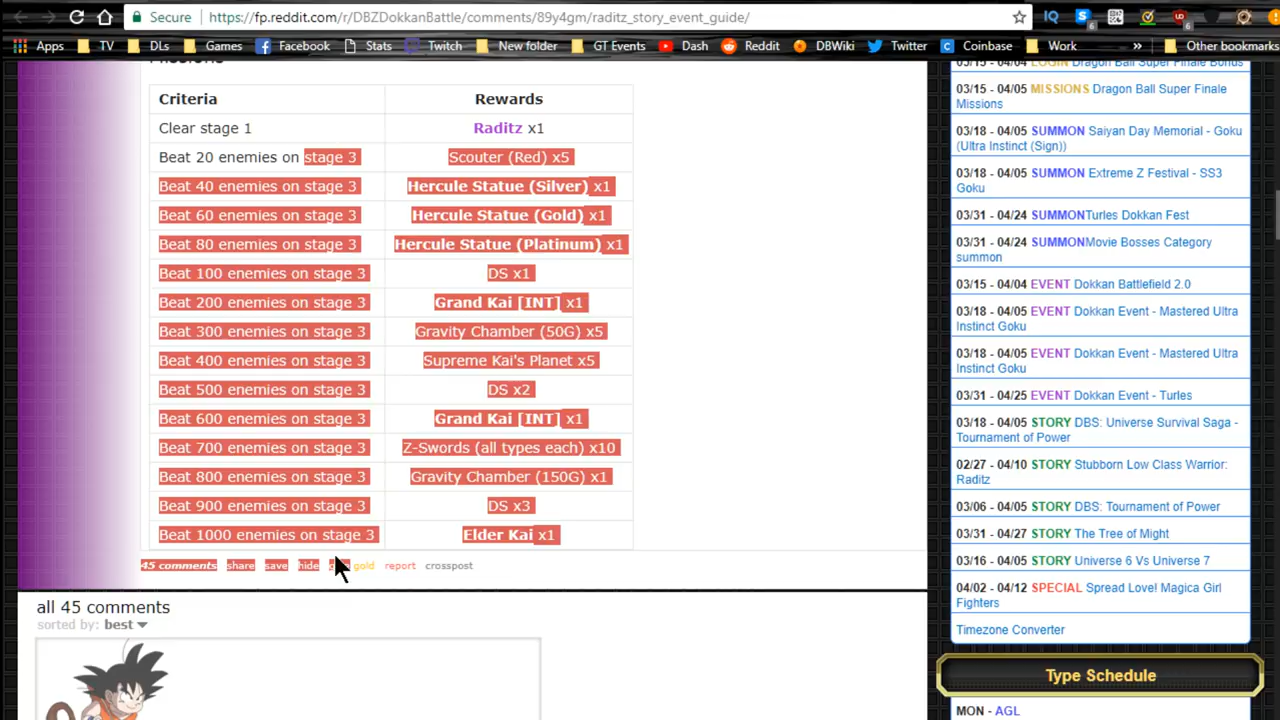 Secure https://fp.reddit.com/r/DBZDokkanBattle/comments/89y4gm/raditz_story_event_guide/
Apps TV DLs Games Facebook Stats Twitch New folder GT Events Dash Reddit DBWiki Twitter Coinbase Work » Other bookmarks
Missions
Criteria Rewards
Clear stage 1 Raditz x1
Beat 20 enemies on stage 3 Scouter (Red) x5
Beat 40 enemies on stage 3 Hercule Statue (Silver) x1
Beat 60 enemies on stage 3 Hercule Statue (Gold) x1
Beat 80 enemies on stage 3 Hercule Statue (Platinum) x1
Beat 100 enemies on stage 3 DS x1
Beat 200 enemies on stage 3 Grand Kai [INT] x1
Beat 300 enemies on stage 3 Gravity Chamber (50G) x5
Beat 400 enemies on stage 3 Supreme Kai's Planet x5
Beat 500 enemies on stage 3 DS x2
Beat 600 enemies on stage 3 Grand Kai [INT] x1
Beat 700 enemies on stage 3 Z-Swords (all types each) x10
Beat 800 enemies on stage 3 Gravity Chamber (150G) x1
Beat 900 enemies on stage 3 DS x3
Beat 1000 enemies on stage 3 Elder Kai x1
45 comments share save hide gold report crosspost
all 45 comments
sorted by: best
03/15 - 04/04 LOGIN Dragon Ball Super Finale Bonus
03/15 - 04/05 MISSIONS Dragon Ball Super Finale
Missions
03/18 - 04/05 SUMMON Saiyan Day Memorial - Goku
(Ultra Instinct (Sign))
03/18 - 04/05 SUMMON Extreme Z Festival - SS3
Goku
03/31 - 04/24 SUMMONTurles Dokkan Fest
03/31 - 04/24 SUMMONMovie Bosses Category
summon
03/15 - 04/04 EVENT Dokkan Battlefield 2.0
03/18 - 04/05 EVENT Dokkan Event - Mastered Ultra
Instinct Goku
03/18 - 04/05 EVENT Dokkan Event - Mastered Ultra
Instinct Goku
03/31 - 04/25 EVENT Dokkan Event - Turles
03/18 - 04/05 STORY DBS: Universe Survival Saga -
Tournament of Power
02/27 - 04/10 STORY Stubborn Low Class Warrior:
Raditz
03/06 - 04/05 STORY DBS: Tournament of Power
03/31 - 04/27 STORY The Tree of Might
03/16 - 04/05 STORY Universe 6 Vs Universe 7
04/02 - 04/12 SPECIAL Spread Love! Magica Girl
Fighters
Timezone Converter
Type Schedule
MON - AGL